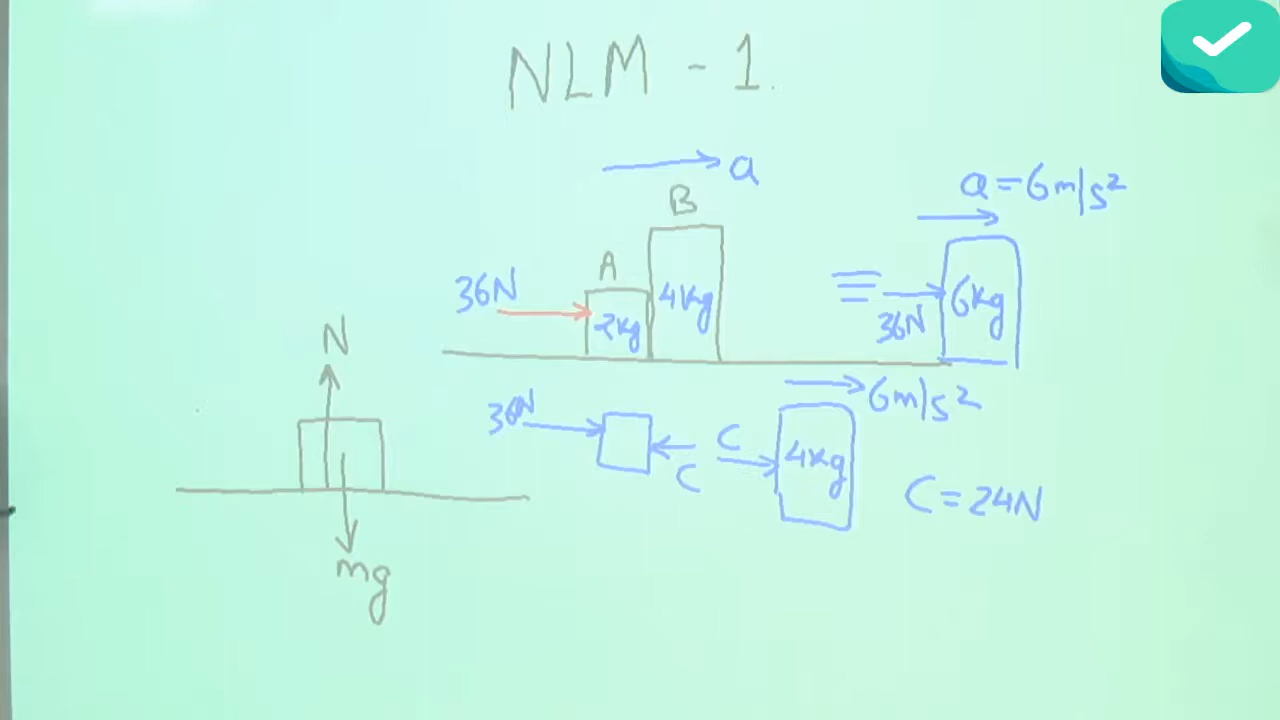 NLM - 1.
a
a = 6m/s²
B
A
36N
4kg
2kg
36N
6kg
N
6m/s²
36N
C
C
4kg
C = 24N
mg